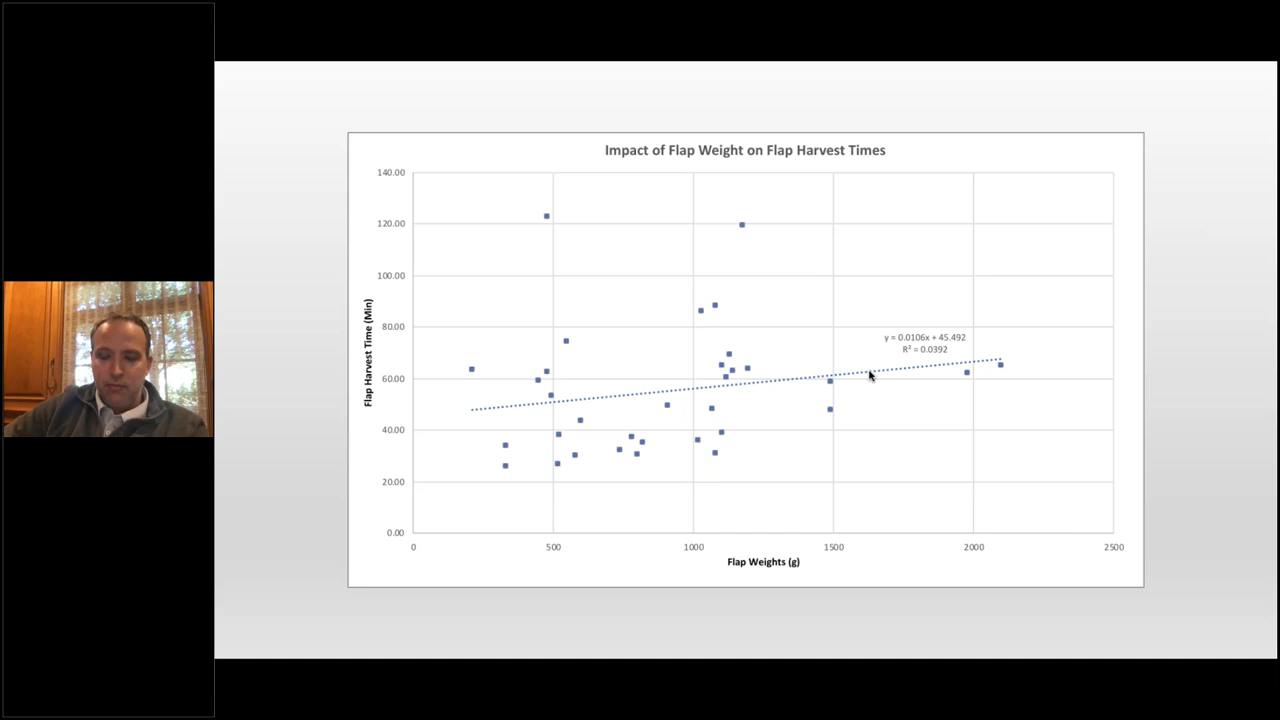 Impact of Flap Weight on Flap Harvest Times
140.00
120.00
100.00
80.00
60.00
40.00
20.00
0.00
Flap Harvest Time (Min)
y = 0.0106x + 45.492
R² = 0.0392
0 500 1000 1500 2000 2500
Flap Weights (g)